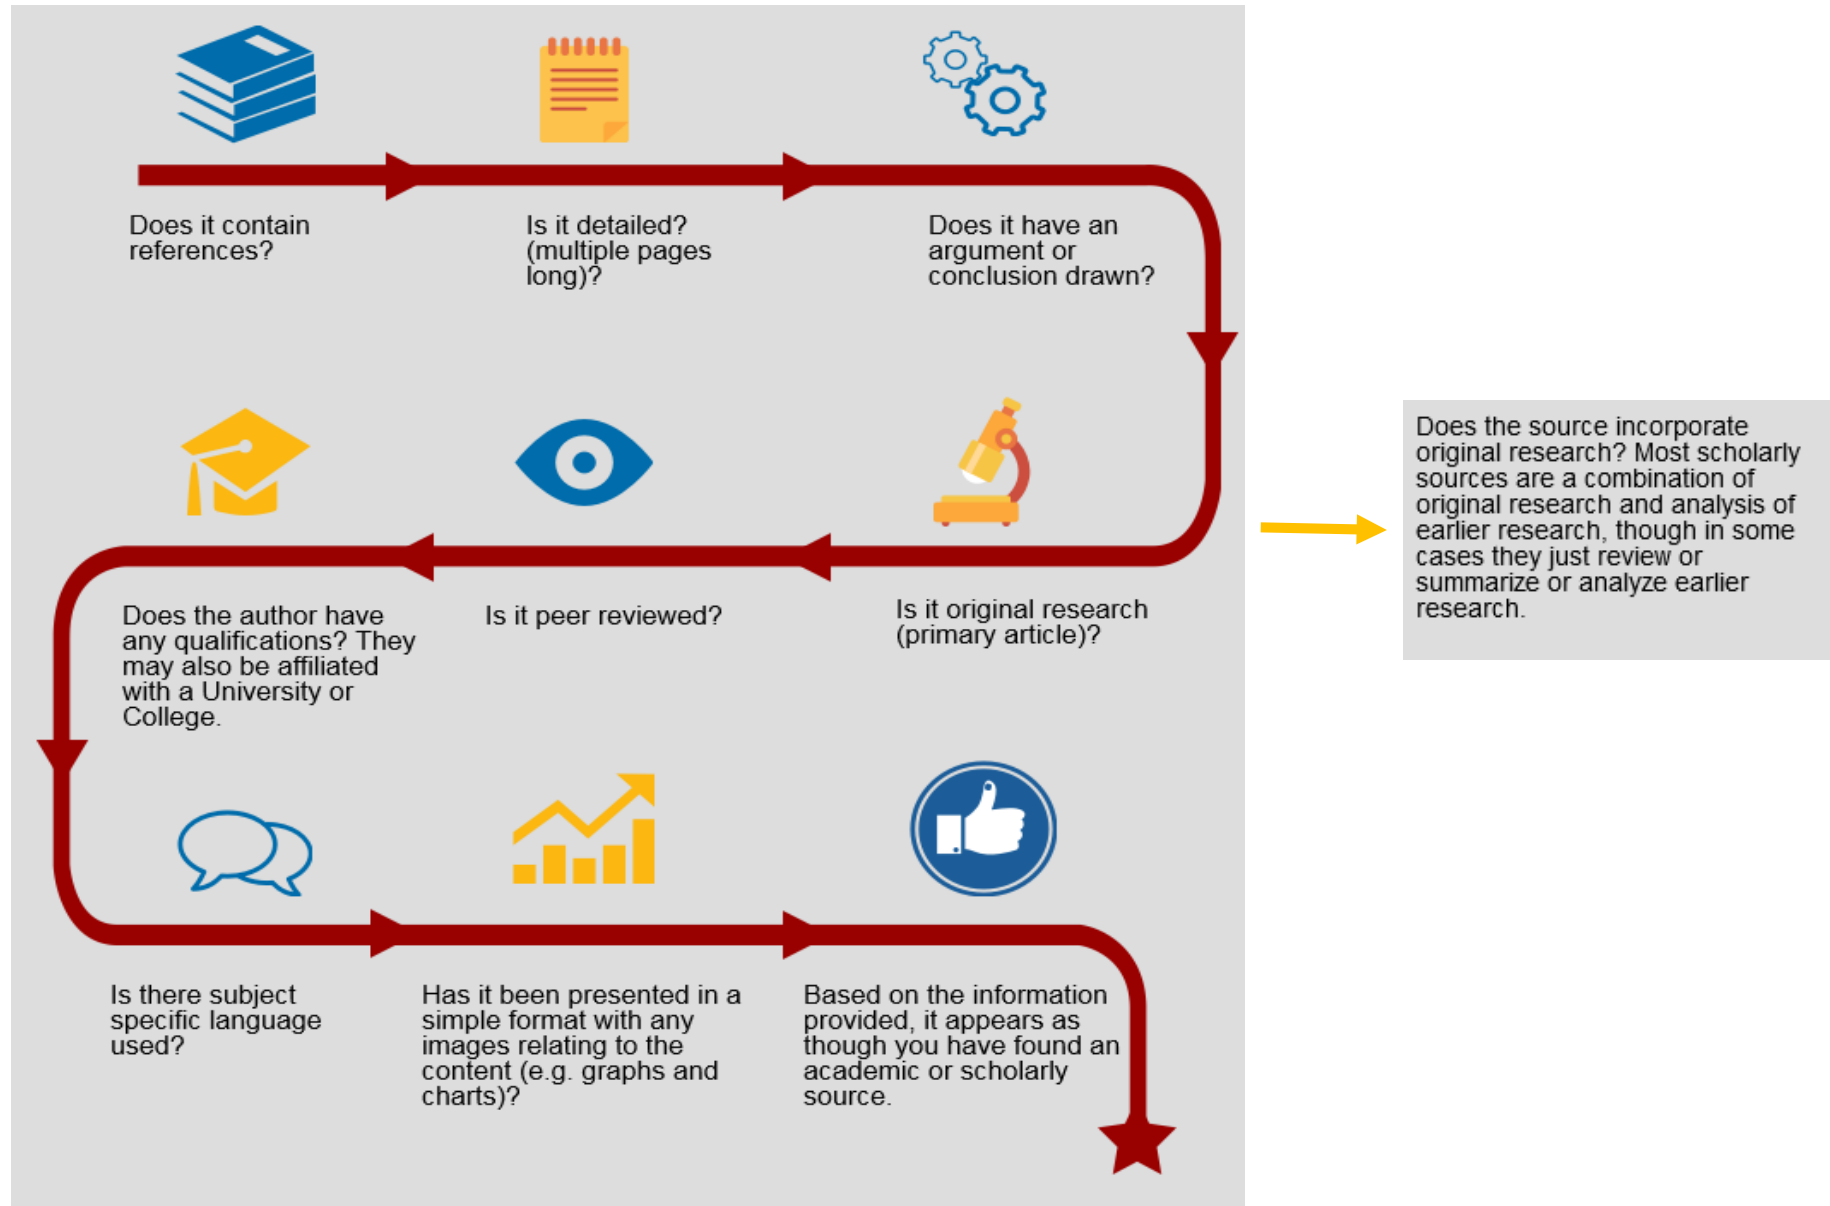 Does it contain
references?
Is it detailed?
(multiple pages
long)?
Does it have an
argument or
conclusion drawn?
Is it original research
(primary article)?
Does the source incorporate
original research? Most scholarly
sources are a combination of
original research and analysis of
earlier research, though in some
cases they just review or
summarize or analyze earlier
research.
Is it peer reviewed?
Does the author have
any qualifications? They
may also be affiliated
with a University or
College.
Is there subject
specific language
used?
Has it been presented in a
simple format with any
images relating to the
content (e.g. graphs and
charts)?
Based on the information
provided, it appears as
though you have found an
academic or scholarly
source.